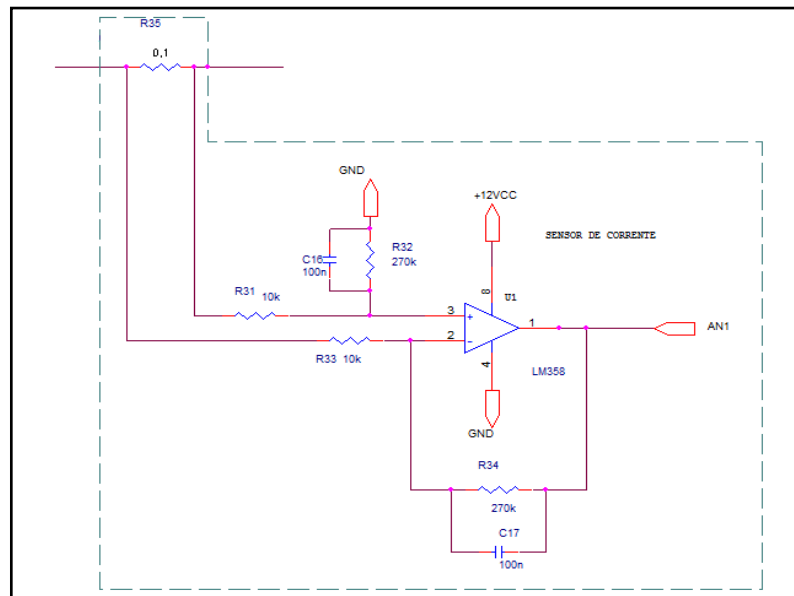 R35
0,1
GND
+12VCC
SENSOR DE CORRENTE
C16
100n
R32
270k
8
U1
R31 10k
3
+
1
AN1
2
-
R33 10k
4
LM358
GND
R34
270k
C17
100n